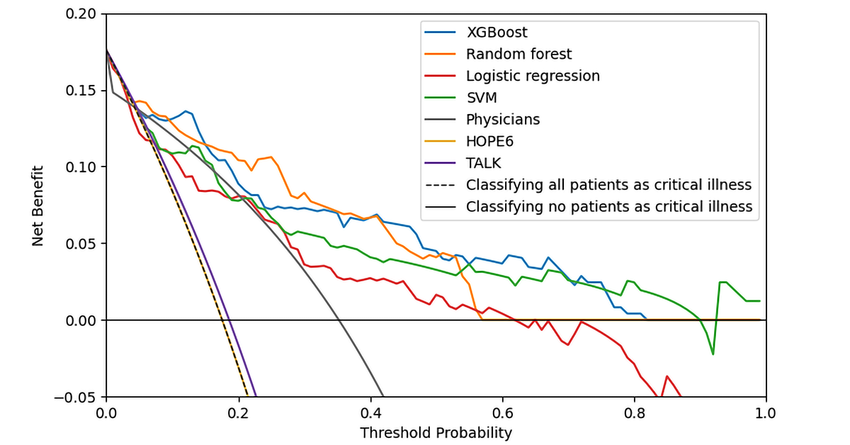 0.20
0.15
0.10
0.05
0.00
−0.05
Net Benefit
XGBoost
Random forest
Logistic regression
SVM
Physicians
HOPE6
TALK
Classifying all patients as critical illness
Classifying no patients as critical illness
0.0 0.2 0.4 0.6 0.8 1.0
Threshold Probability